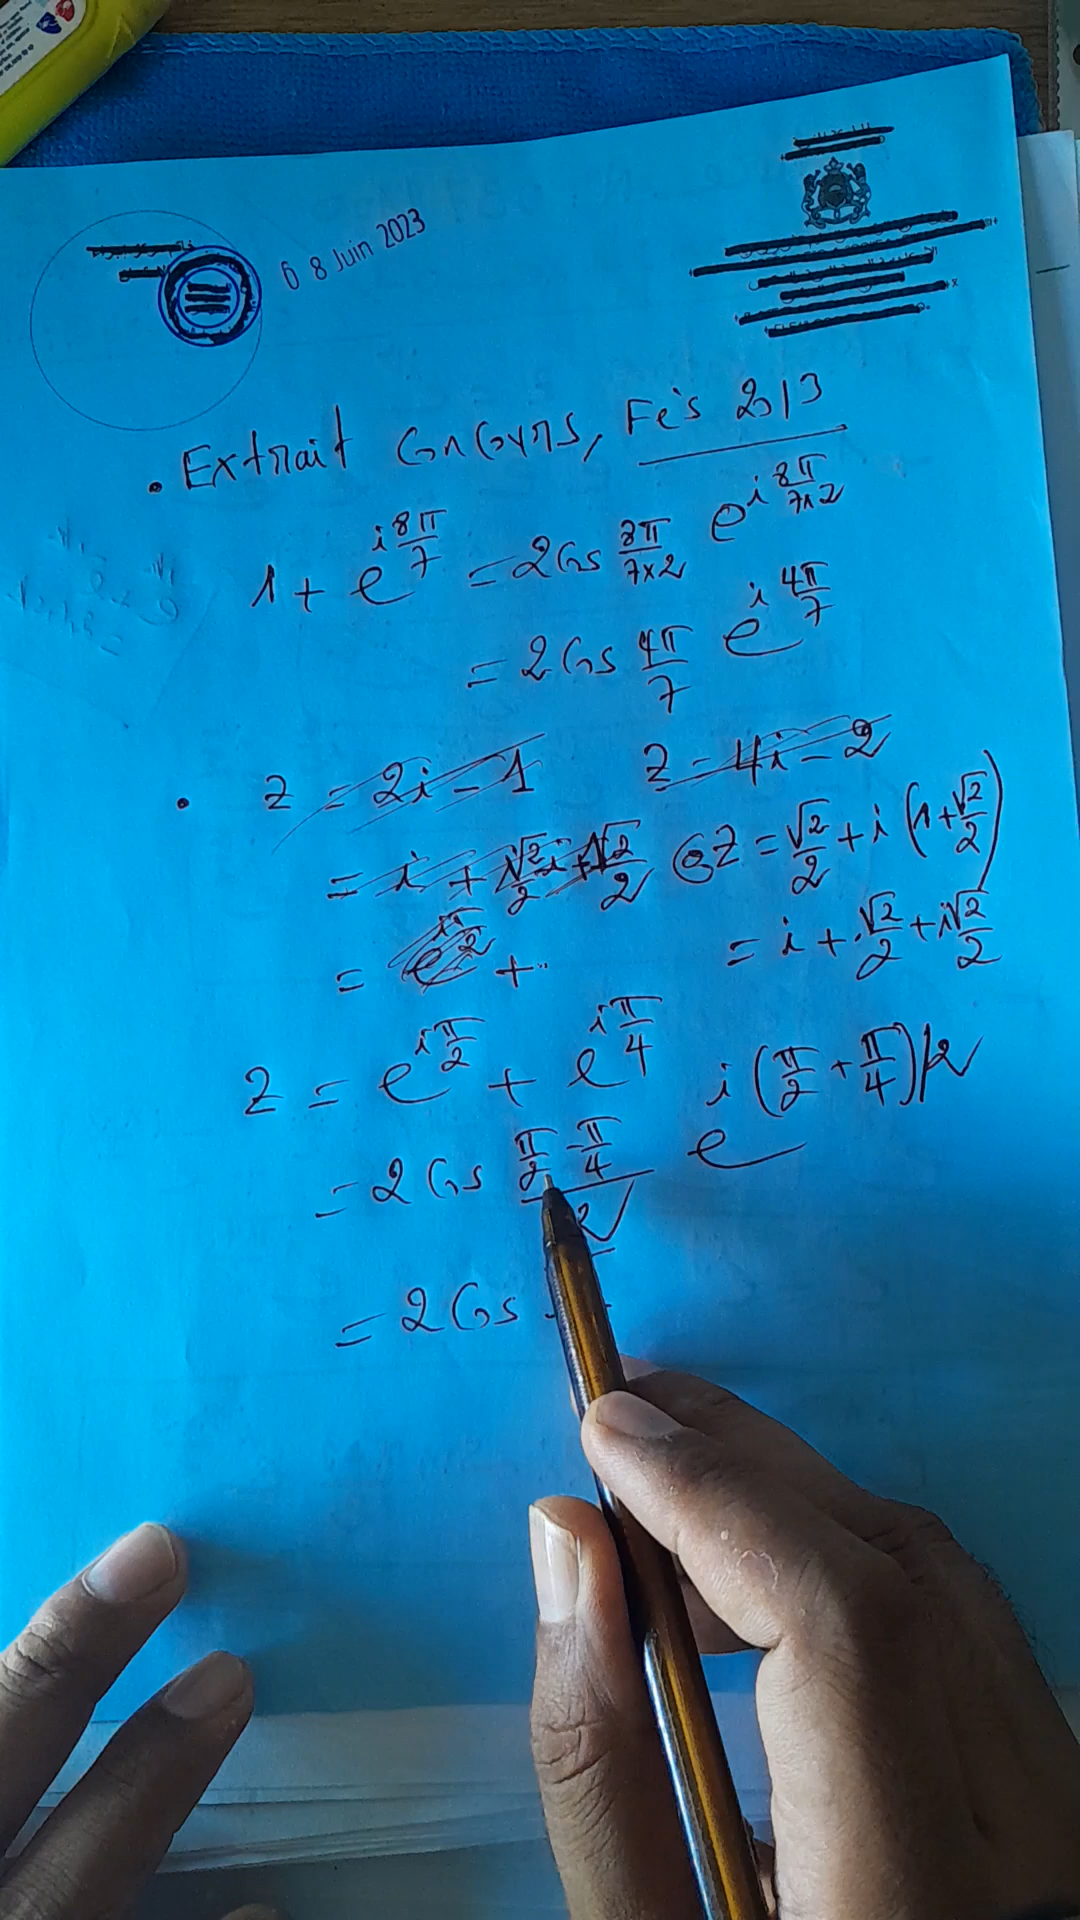 08 Juin 2023
. Extrait Concours, Fès 2013
1 + e^{i 8π/7} = 2 Cos 8π/(7×2) e^{i 8π/(7×2)}
= 2 Cos 4π/7 e^{i 4π/7}
. z = 2i - 1 z = 4i - 2
= i + i√2/2 + √2/2 z = √2/2 + i (1 + √2/2)
= e^{iπ/2} + .. = i + √2/2 + i√2/2
z = e^{iπ/2} + e^{iπ/4}
= 2 Cos (π/2 - π/4)/2 e^{i (π/2 + π/4)/2}
= 2 Cos